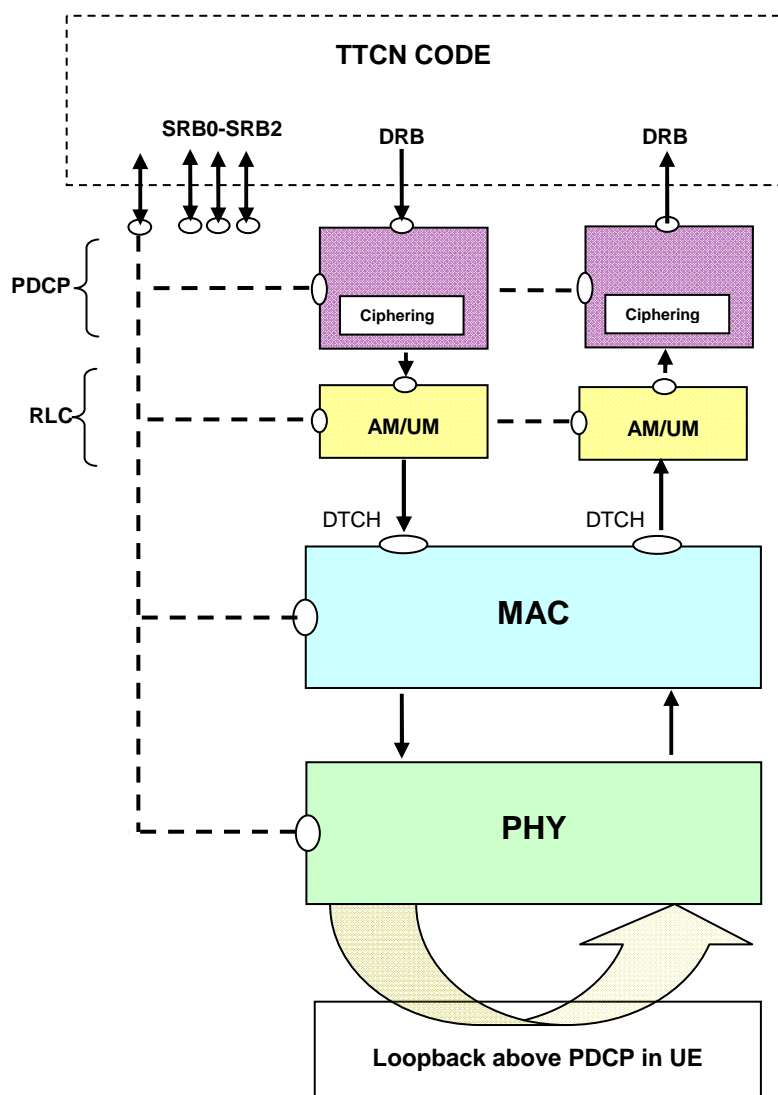 TTCN CODE
SRB0-SRB2
DRB
DRB
PDCP
Ciphering
Ciphering
RLC
AM/UM
AM/UM
DTCH
DTCH
MAC
PHY
Loopback above PDCP in UE